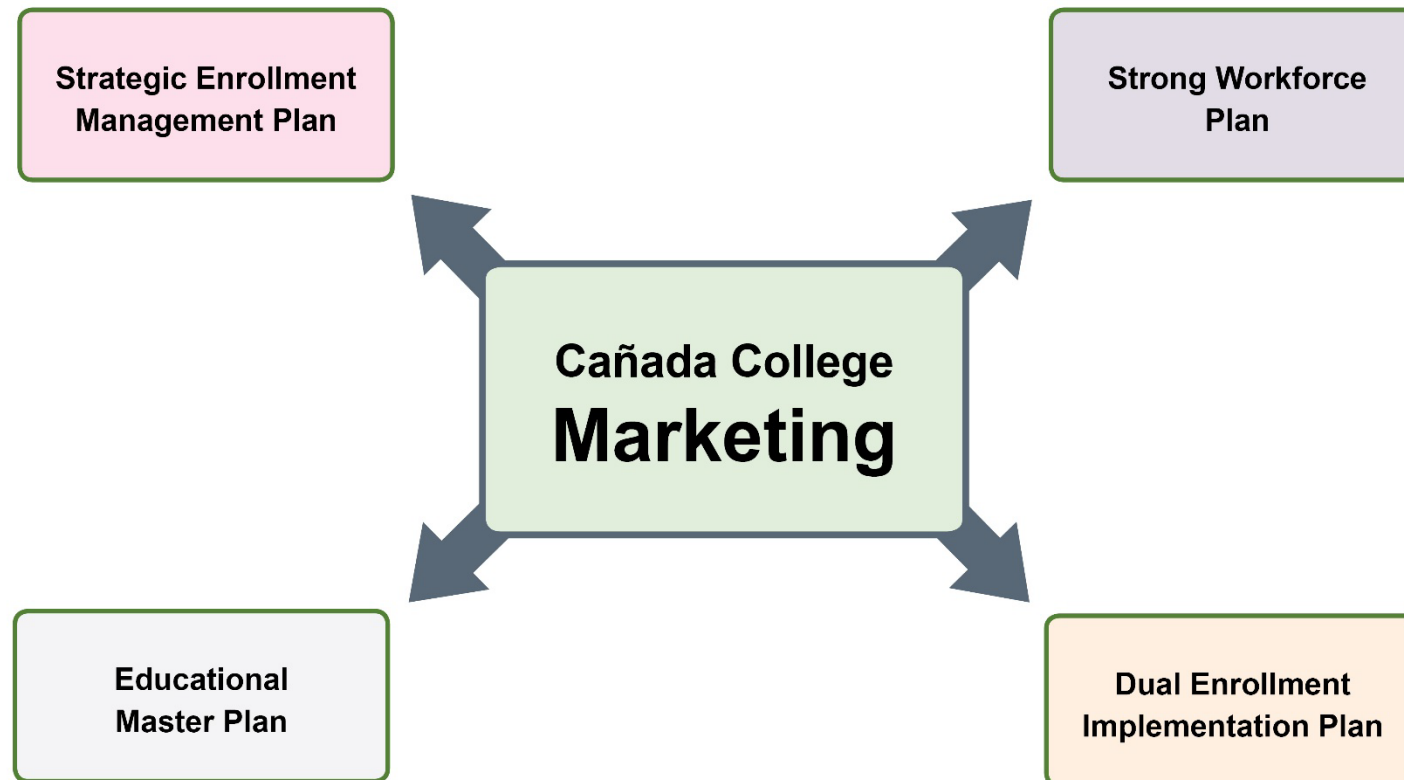 Strategic Enrollment
Management Plan
Strong Workforce
Plan
Cañada College
Marketing
Educational
Master Plan
Dual Enrollment
Implementation Plan